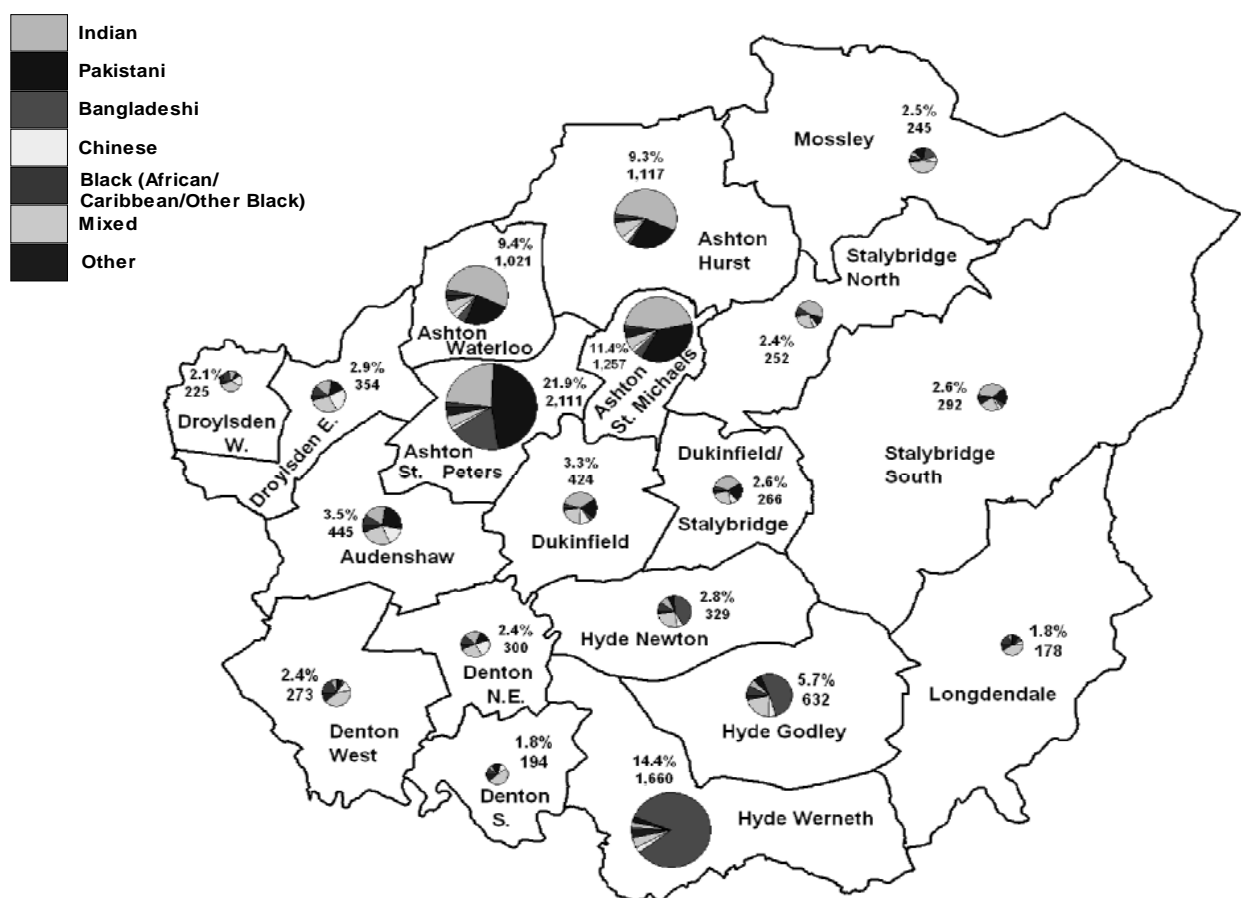 Indian
Pakistani
Bangladeshi
Chinese
Black (African/
Caribbean/Other Black)
Mixed
Other
2.5%
245
Mossley
9.3%
1,117
Ashton
Hurst
Stalybridge
North
2.4%
252
9.4%
1,021
Ashton
Waterloo
11.4%
1,257
Ashton
St. Michaels
2.1%
225
Droylsden
W.
2.9%
354
Droylsden E.
21.9%
2,111
Ashton
St. Peters
2.6%
292
Stalybridge
South
3.3%
424
Dukinfield
Dukinfield/
2.6%
266
Stalybridge
3.5%
445
Audenshaw
2.8%
329
Hyde Newton
2.4%
300
Denton
N.E.
2.4%
273
Denton
West
1.8%
178
Longdendale
5.7%
632
Hyde Godley
1.8%
194
Denton
S.
14.4%
1,660
Hyde Werneth